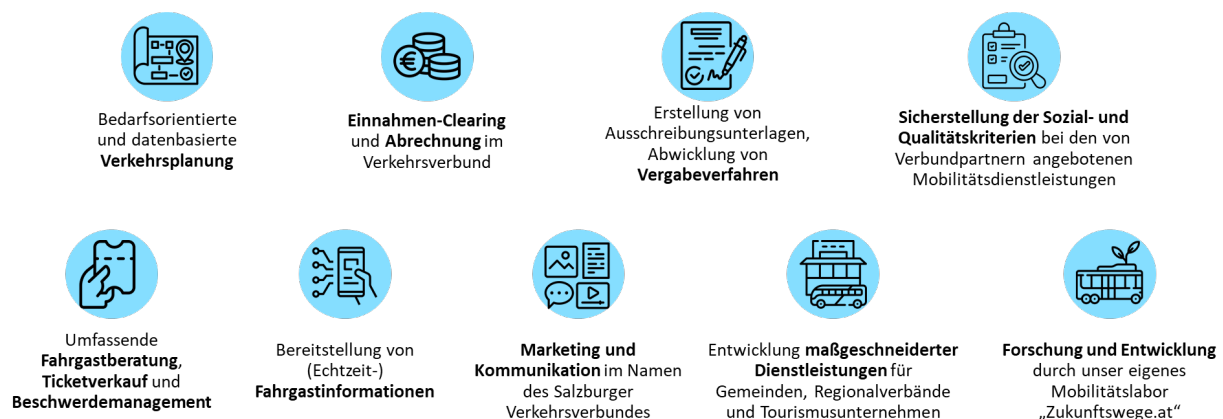 Bedarfsorientierte
und datenbasierte
Verkehrsplanung
Einnahmen-Clearing
und Abrechnung im
Verkehrsverbund
Erstellung von
Ausschreibungsunterlagen,
Abwicklung von
Vergabeverfahren
Sicherstellung der Sozial- und
Qualitätskriterien bei den von
Verbundpartnern angebotenen
Mobilitätsdienstleistungen
Umfassende
Fahrgastberatung,
Ticketverkauf und
Beschwerdemanagement
Bereitstellung von
(Echtzeit-)
Fahrgastinformationen
Marketing und
Kommunikation im Namen
des Salzburger
Verkehrsverbundes
Entwicklung maßgeschneiderter
Dienstleistungen für
Gemeinden, Regionalverbände
und Tourismusunternehmen
Forschung und Entwicklung
durch unser eigenes
Mobilitätslabor
„Zukunftswege.at“